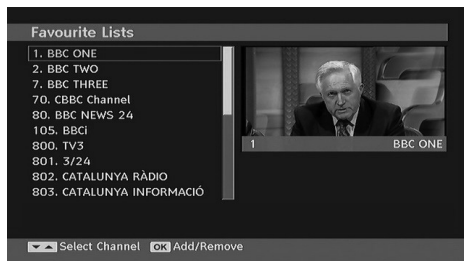 Favourite Lists
1. BBC ONE
2. BBC TWO
7. BBC THREE
70. CBBC Channel
80. BBC NEWS 24
105. BBCi
800. TV3
801. 3/24
802. CATALUNYA RÀDIO
803. CATALUNYA INFORMACIÓ
1 BBC ONE
Select Channel OK Add/Remove